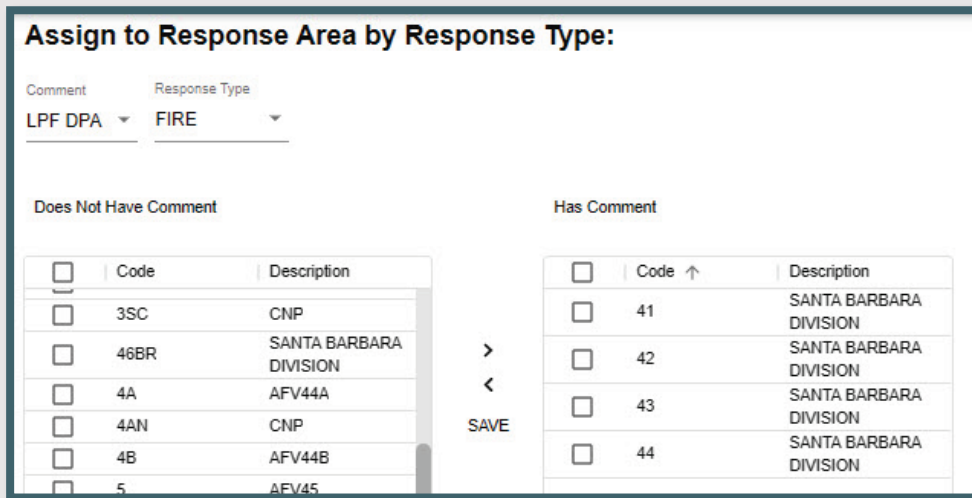 Assign to Response Area by Response Type:
Comment Response Type
LPF DPA FIRE
Does Not Have Comment Has Comment
Code Description
3SC CNP
46BR SANTA BARBARA
DIVISION
4A AFV44A
4AN CNP
4B AFV44B
5 AFV45
>
<
SAVE
Code ↑ Description
41 SANTA BARBARA
DIVISION
42 SANTA BARBARA
DIVISION
43 SANTA BARBARA
DIVISION
44 SANTA BARBARA
DIVISION